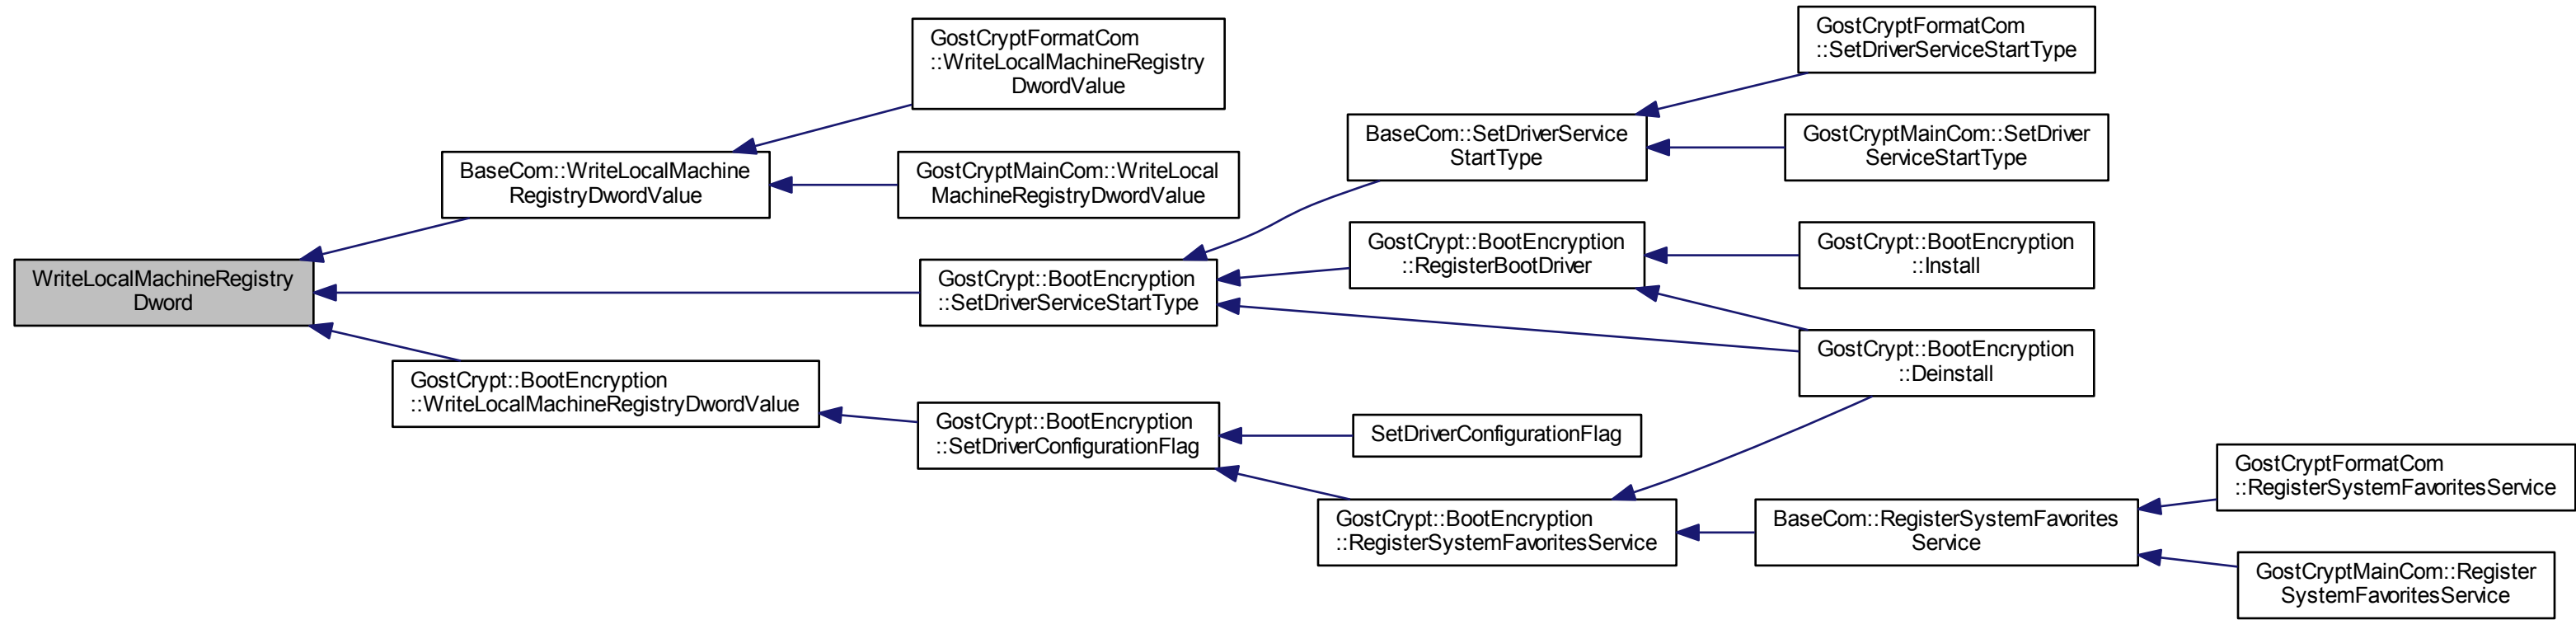 WriteLocalMachineRegistry
Dword
BaseCom::WriteLocalMachine
RegistryDwordValue
GostCryptFormatCom
::WriteLocalMachineRegistry
DwordValue
GostCryptMainCom::WriteLocal
MachineRegistryDwordValue
GostCrypt::BootEncryption
::SetDriverServiceStartType
BaseCom::SetDriverService
StartType
GostCryptFormatCom
::SetDriverServiceStartType
GostCryptMainCom::SetDriver
ServiceStartType
GostCrypt::BootEncryption
::RegisterBootDriver
GostCrypt::BootEncryption
::Install
GostCrypt::BootEncryption
::Deinstall
GostCrypt::BootEncryption
::WriteLocalMachineRegistryDwordValue
GostCrypt::BootEncryption
::SetDriverConfigurationFlag
SetDriverConfigurationFlag
GostCrypt::BootEncryption
::RegisterSystemFavoritesService
BaseCom::RegisterSystemFavorites
Service
GostCryptFormatCom
::RegisterSystemFavoritesService
GostCryptMainCom::Register
SystemFavoritesService